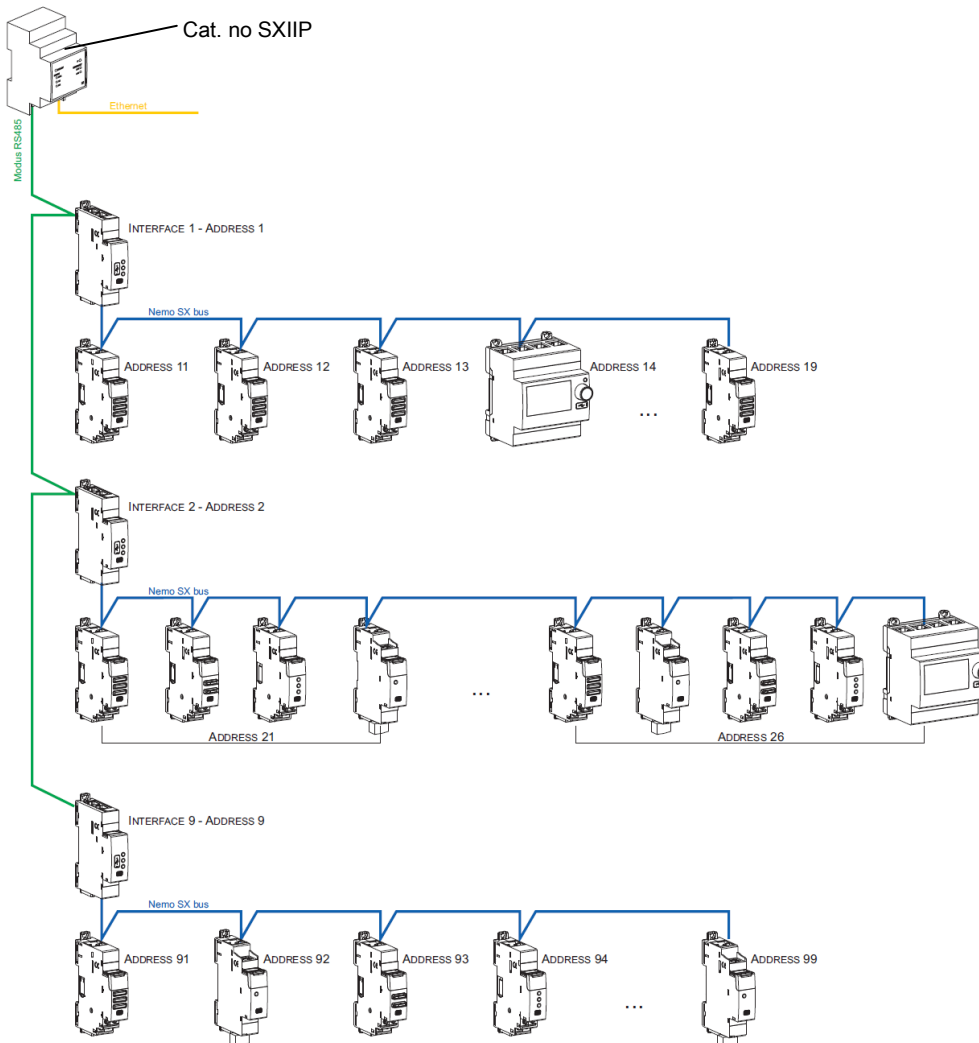 Cat. no SXIIP
Ethernet
Modus RS485
INTERFACE 1 - ADDRESS 1
Nemo SX bus
ADDRESS 11
ADDRESS 12
ADDRESS 13
ADDRESS 14
ADDRESS 19
...
INTERFACE 2 - ADDRESS 2
Nemo SX bus
...
ADDRESS 21
ADDRESS 26
INTERFACE 9 - ADDRESS 9
Nemo SX bus
ADDRESS 91
ADDRESS 92
ADDRESS 93
ADDRESS 94
ADDRESS 99
...